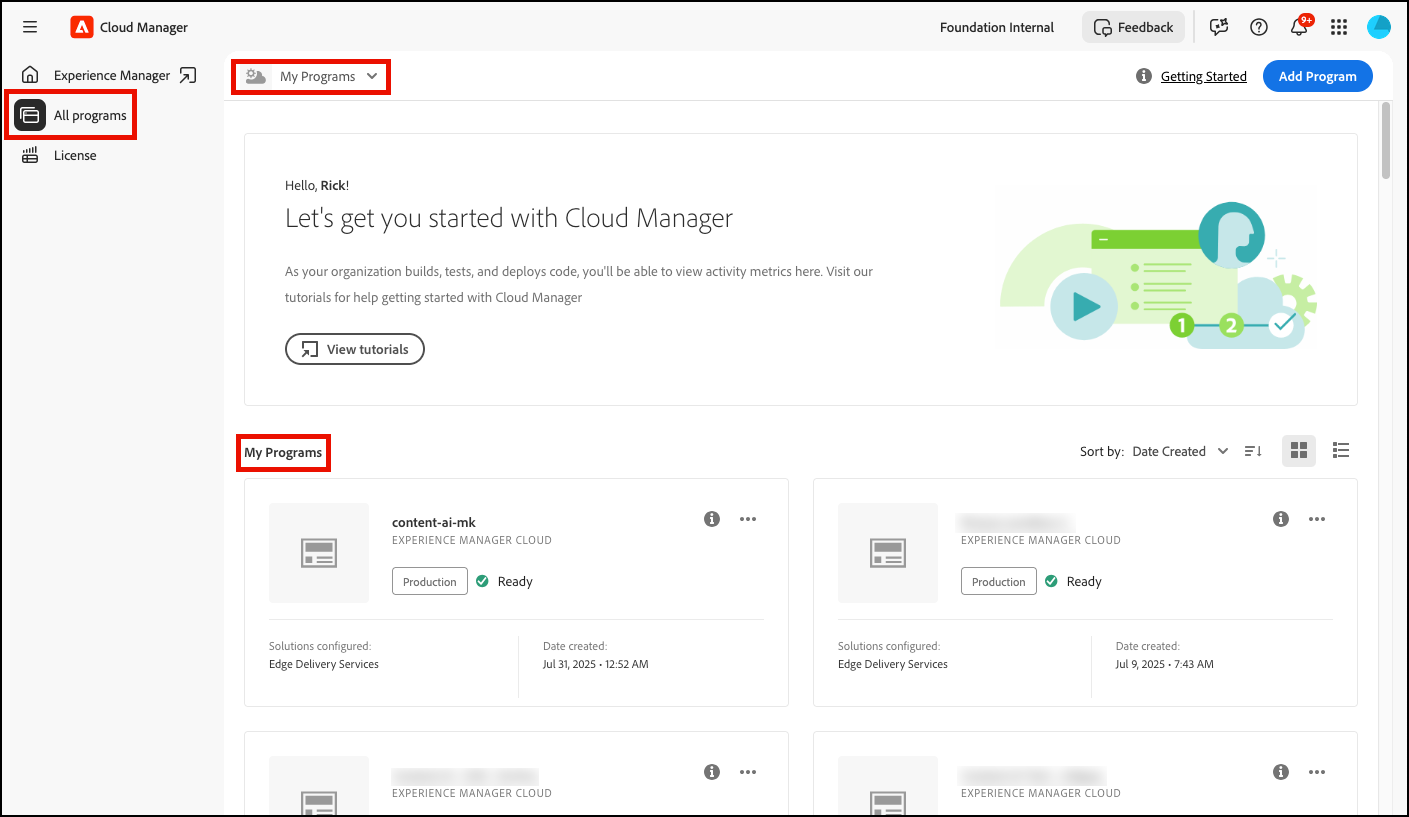 Cloud Manager
Foundation Internal
Feedback
9+
Experience Manager
All programs
License
My Programs
Getting Started
Add Program
Hello, Rick!
Let's get you started with Cloud Manager
As your organization builds, tests, and deploys code, you'll be able to view activity metrics here. Visit our
tutorials for help getting started with Cloud Manager
View tutorials
1
2
My Programs
Sort by: Date Created
content-ai-mk
EXPERIENCE MANAGER CLOUD
Production
Ready
Solutions configured:
Edge Delivery Services
Date created:
Jul 31, 2025 • 12:52 AM
EXPERIENCE MANAGER CLOUD
Production
Ready
Solutions configured:
Edge Delivery Services
Date created:
Jul 9, 2025 • 7:43 AM
EXPERIENCE MANAGER CLOUD
EXPERIENCE MANAGER CLOUD